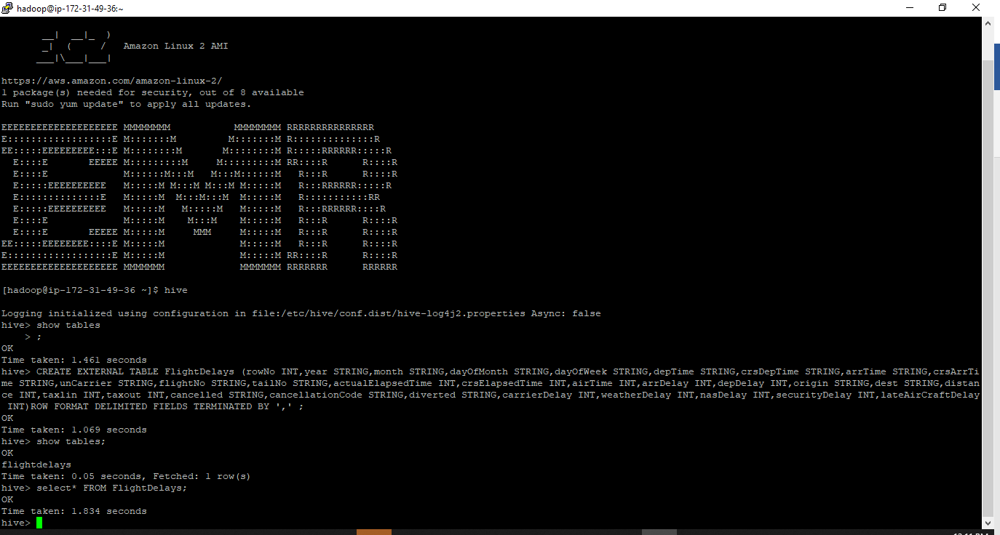 hadoop@ip-172-31-49-36:~
__|  __|_  )
_|  (     /   Amazon Linux 2 AMI
___|\___|___|
https://aws.amazon.com/amazon-linux-2/
1 package(s) needed for security, out of 8 available
Run "sudo yum update" to apply all updates.
EEEEEEEEEEEEEEEEEEEE MMMMMMMM           MMMMMMMM RRRRRRRRRRRRRRR
E::::::::::::::::::E M:::::::M         M:::::::M R::::::::::::::R
EE:::::EEEEEEEEE:::E M::::::::M       M::::::::M R:::::RRRRRR:::::R
  E::::E       EEEEE M:::::::::M     M:::::::::M RR::::R      R::::R
  E::::E             M::::::M:::M   M:::M::::::M   R:::R      R::::R
  E:::::EEEEEEEEEE   M:::::M M:::M M:::M M:::::M   R:::RRRRRR:::::R
  E::::::::::::::E   M:::::M  M:::M:::M  M:::::M   R:::::::::::RR
  E:::::EEEEEEEEEE   M:::::M   M:::::M   M:::::M   R:::RRRRRR::::R
  E::::E             M:::::M    M:::M    M:::::M   R:::R      R::::R
  E::::E       EEEEE M:::::M     MMM     M:::::M   R:::R      R::::R
EE:::::EEEEEEEE::::E M:::::M             M:::::M   R:::R      R::::R
E::::::::::::::::::E M:::::M             M:::::M RR::::R      R::::R
EEEEEEEEEEEEEEEEEEEE MMMMMMM             MMMMMMM RRRRRRR      RRRRRR
[hadoop@ip-172-31-49-36 ~]$ hive
Logging initialized using configuration in file:/etc/hive/conf.dist/hive-log4j2.properties Async: false
hive> show tables
    > ;
OK
Time taken: 1.461 seconds
hive> CREATE EXTERNAL TABLE FlightDelays (rowNo INT,year STRING,month STRING,dayOfMonth STRING,dayOfWeek STRING,depTime STRING,crsDepTime STRING,arrTime STRING,crsArrTi
me STRING,unCarrier STRING,flightNo STRING,tailNo STRING,actualElapsedTime INT,crsElapsedTime INT,airTime INT,arrDelay INT,depDelay INT,origin STRING,dest STRING,distan
ce INT,taxlin INT,taxout INT,cancelled STRING,cancellationCode STRING,diverted STRING,carrierDelay INT,weatherDelay INT,nasDelay INT,securityDelay INT,lateAirCraftDelay
 INT)ROW FORMAT DELIMITED FIELDS TERMINATED BY ',' ;
OK
Time taken: 1.069 seconds
hive> show tables;
OK
flightdelays
Time taken: 0.05 seconds, Fetched: 1 row(s)
hive> select* FROM FlightDelays;
OK
Time taken: 1.834 seconds
hive>